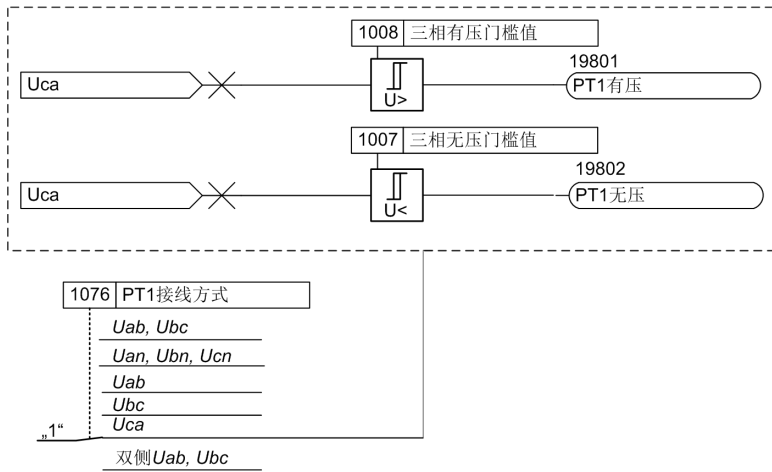 1008 三相有压门槛值
19801
Uca U> PT1有压
1007 三相无压门槛值
19802
Uca U< PT1无压
1076 PT1接线方式
Uab, Ubc
Uan, Ubn, Ucn
Uab
Ubc
Uca
„1“
双侧Uab, Ubc